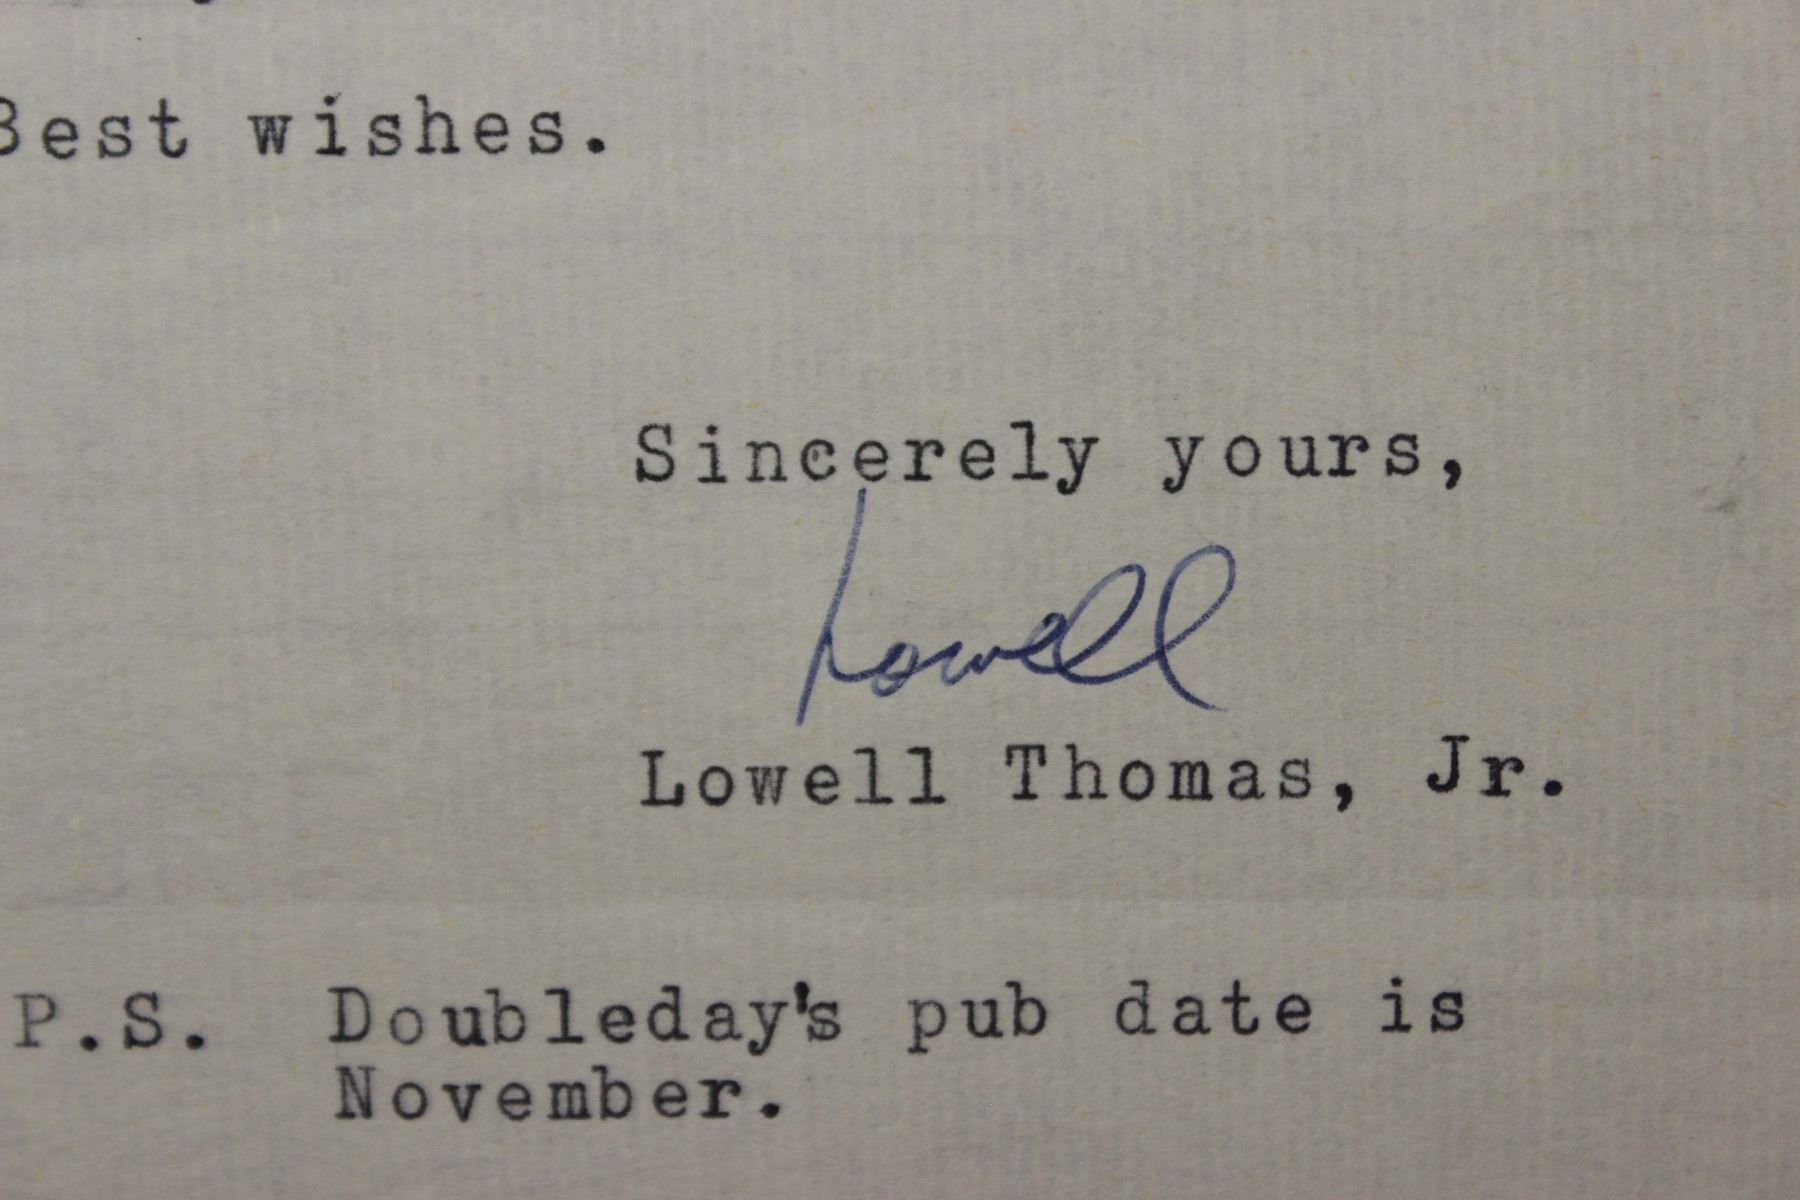 Best wishes.
Sincerely yours,
Lowell
Lowell Thomas, Jr.
P.S. Doubleday's pub date is
November.